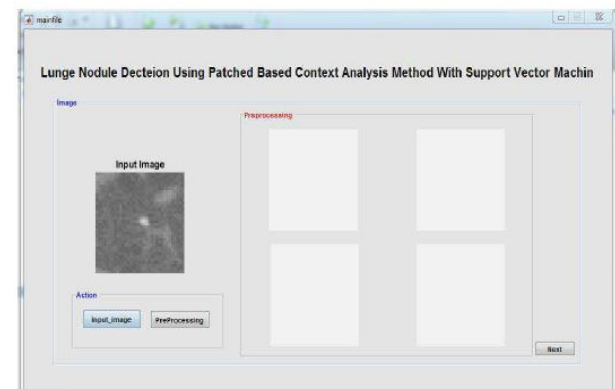 mainfile
Lunge Nodule Decteion Using Patched Based Context Analysis Method With Support Vector Machin
Image
Preprocessing
Input Image
Action
Input_image
PreProcessing
Next